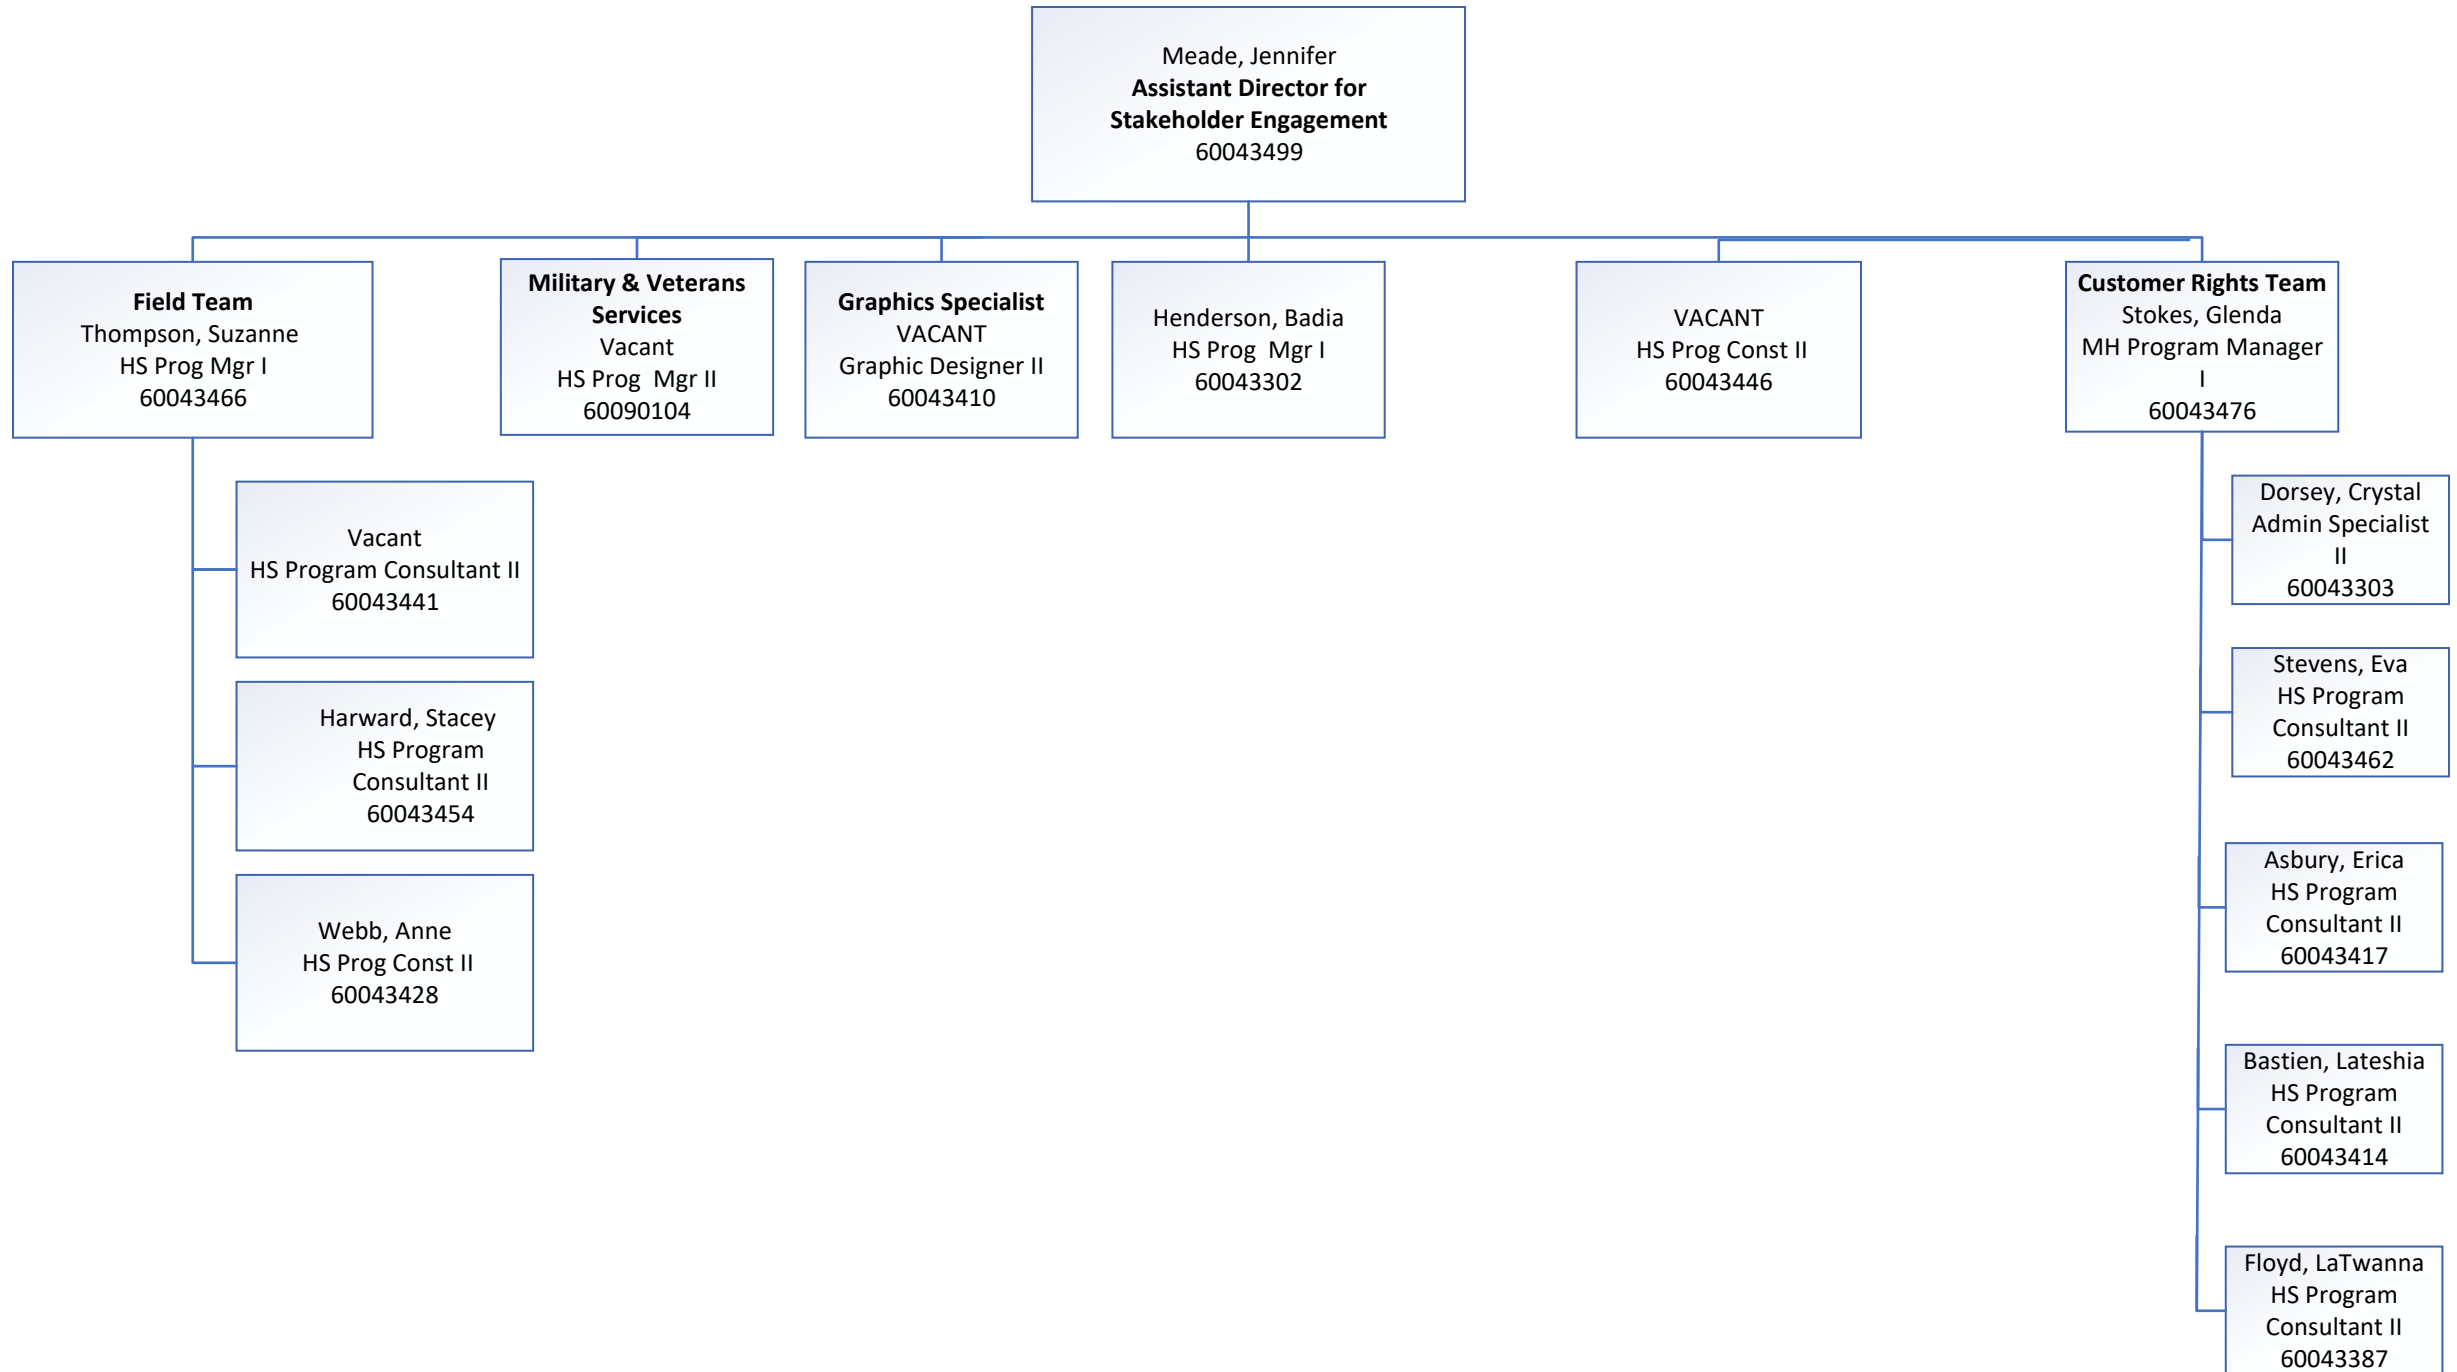 Meade, Jennifer
Assistant Director for
Stakeholder Engagement
60043499
Field Team
Thompson, Suzanne
HS Prog Mgr I
60043466
Military & Veterans
Services
Vacant
HS Prog  Mgr II
60090104
Graphics Specialist
VACANT
Graphic Designer II
60043410
Henderson, Badia
HS Prog  Mgr I
60043302
VACANT
HS Prog Const II
60043446
Customer Rights Team
Stokes, Glenda
MH Program Manager
I
60043476
Vacant
HS Program Consultant II
60043441
Harward, Stacey
HS Program
Consultant II
60043454
Webb, Anne
HS Prog Const II
60043428
Dorsey, Crystal
Admin Specialist
II
60043303
Stevens, Eva
HS Program
Consultant II
60043462
Asbury, Erica
HS Program
Consultant II
60043417
Bastien, Lateshia
HS Program
Consultant II
60043414
Floyd, LaTwanna
HS Program
Consultant II
60043387